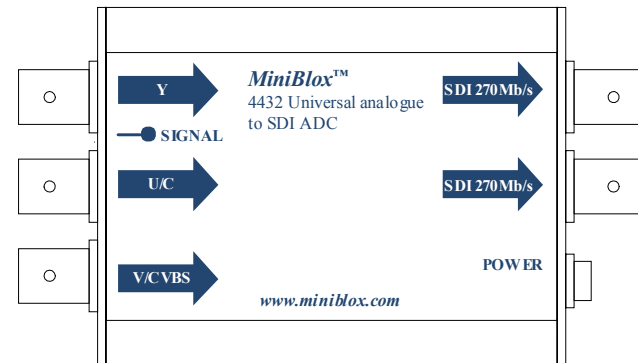 MiniBlox™
4432 Universal analogue
to SDI ADC
Y
SIGNAL
U/C
V/CVBS
SDI 270Mb/s
SDI 270Mb/s
POWER
www.miniblox.com